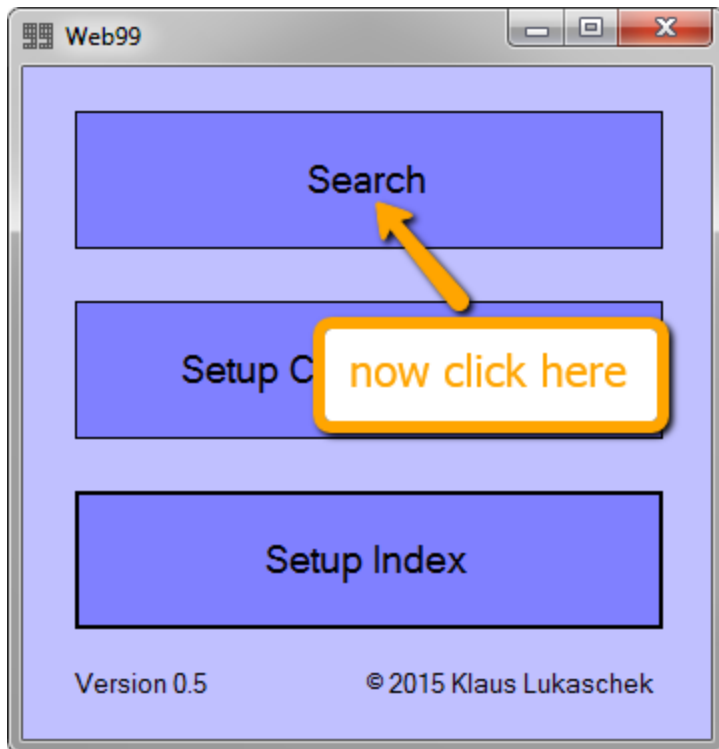 Web99
Search
Setup C
now click here
Setup Index
Version 0.5
© 2015 Klaus Lukaschek